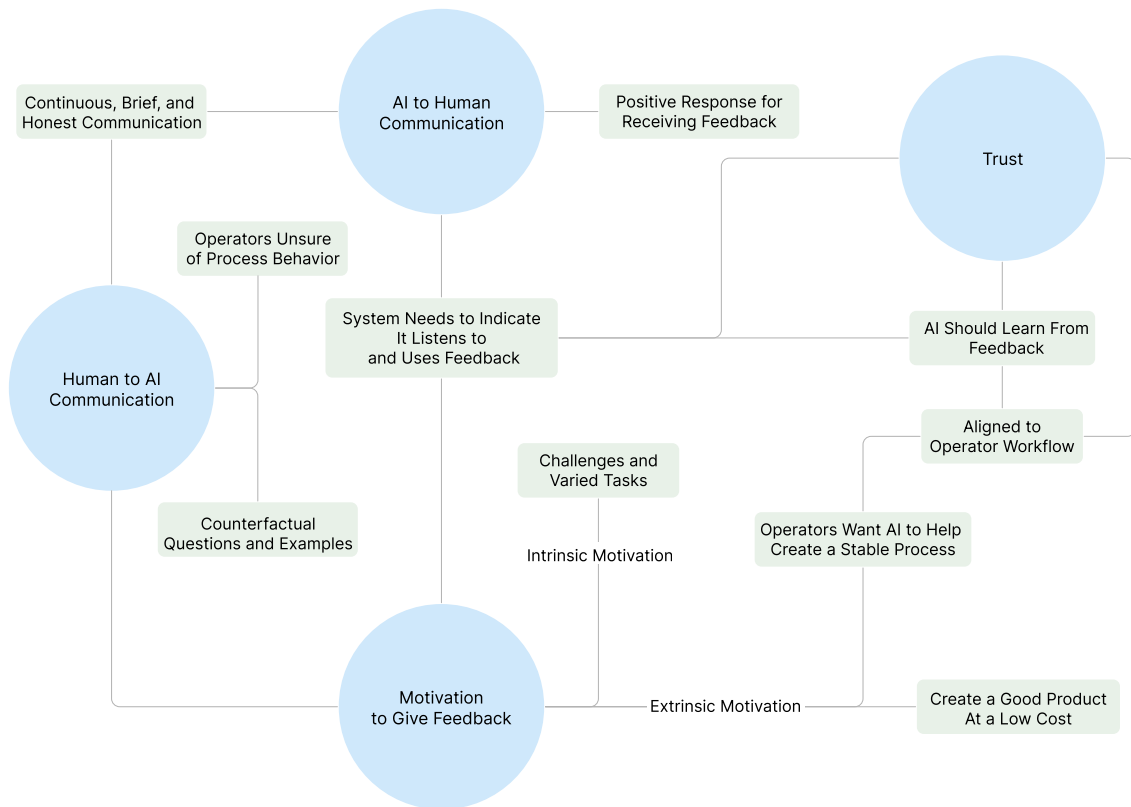 AI to Human
Communication
Continuous, Brief, and
Honest Communication
Positive Response for
Receiving Feedback
Trust
Operators Unsure
of Process Behavior
System Needs to Indicate
It Listens to
and Uses Feedback
AI Should Learn From
Feedback
Human to AI
Communication
Aligned to
Operator Workflow
Challenges and
Varied Tasks
Counterfactual
Questions and Examples
Operators Want AI to Help
Create a Stable Process
Intrinsic Motivation
Motivation
to Give Feedback
Extrinsic Motivation
Create a Good Product
At a Low Cost